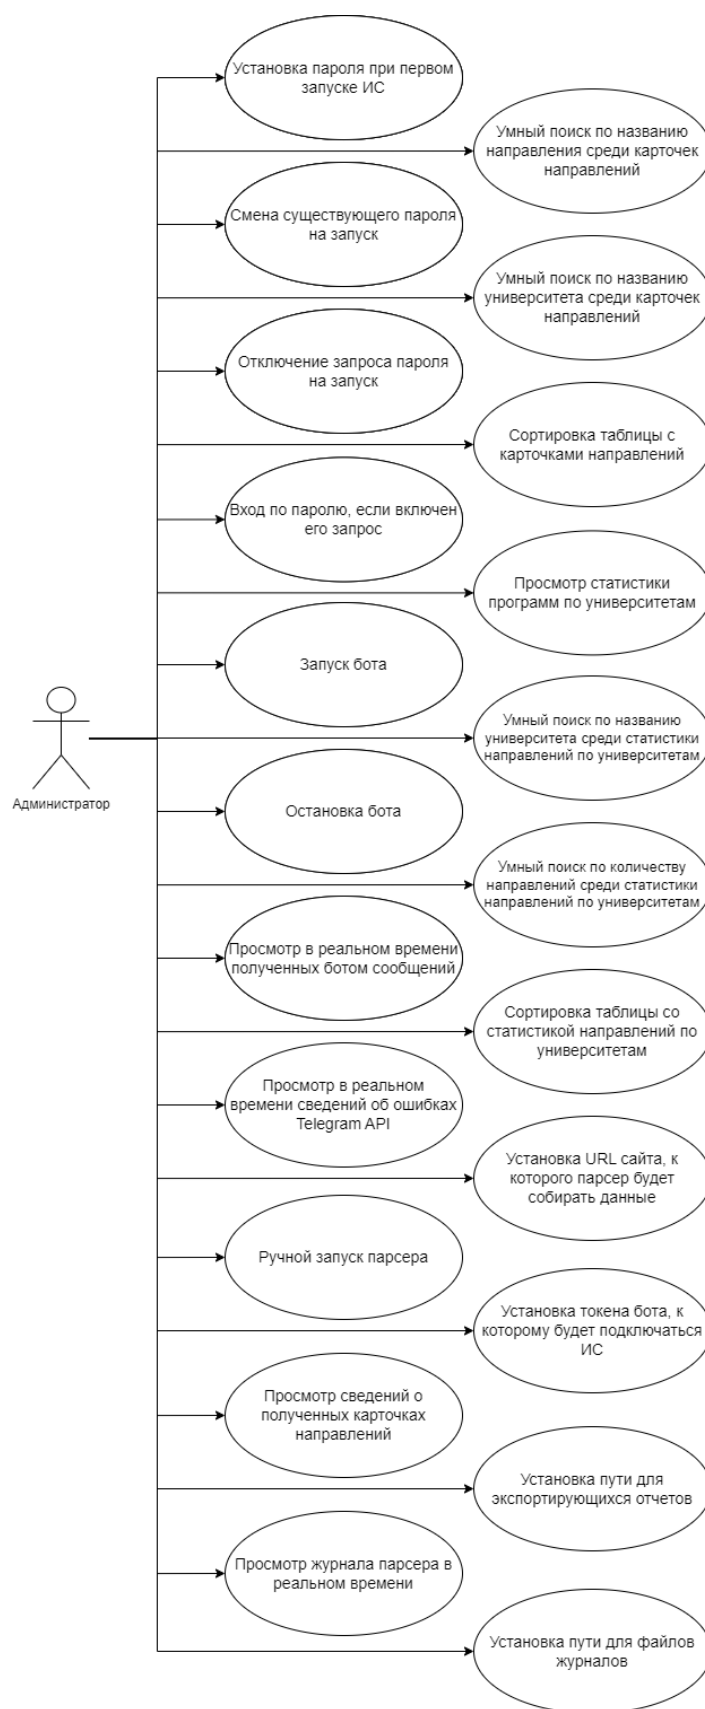 Установка пароля при первом
запуске ИС
Умный поиск по названию
направления среди карточек
направлений
Смена существующего пароля
на запуск
Умный поиск по названию
университета среди карточек
направлений
Отключение запроса пароля
на запуск
Сортировка таблицы с
карточками направлений
Вход по паролю, если включен
его запрос
Просмотр статистики
программ по университетам
Запуск бота
Умный поиск по названию
университета среди статистики
направлений по университетам
Администратор
Остановка бота
Умный поиск по количеству
направлений среди статистики
направлений по университетам
Просмотр в реальном времени
полученных ботом сообщений
Сортировка таблицы со
статистикой направлений по
университетам
Просмотр в реальном
времени сведений об ошибках
Telegram API
Установка URL сайта, к
которого парсер будет
собирать данные
Ручной запуск парсера
Установка токена бота, к
которому будет подключаться
ИС
Просмотр сведений о
полученных карточках
направлений
Установка пути для
экспортирующихся отчетов
Просмотр журнала парсера в
реальном времени
Установка пути для файлов
журналов